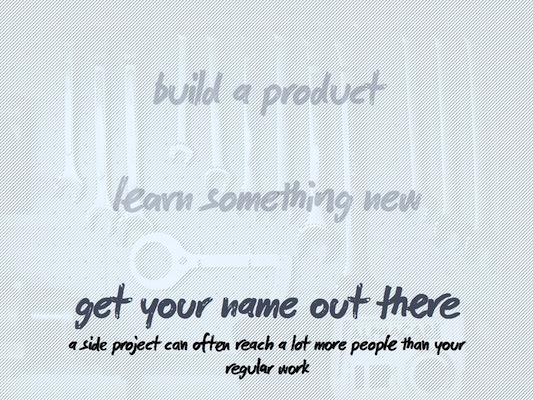 build a product
learn something new
get your name out there
a side project can often reach a lot more people than your
regular work